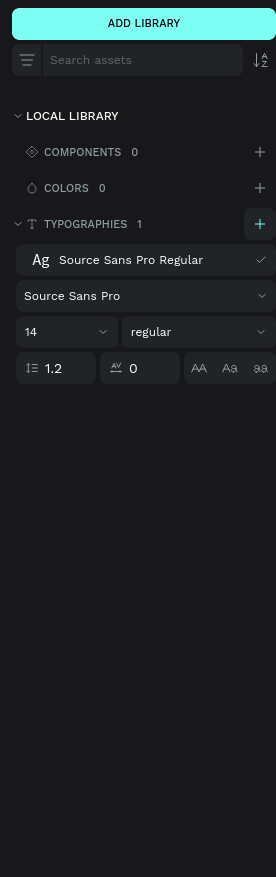 ADD LIBRARY
Search assets
LOCAL LIBRARY
COMPONENTS 0
COLORS 0
TYPOGRAPHIES 1
Ag Source Sans Pro Regular
Source Sans Pro
14 regular
1.2 0 AA Aa aa